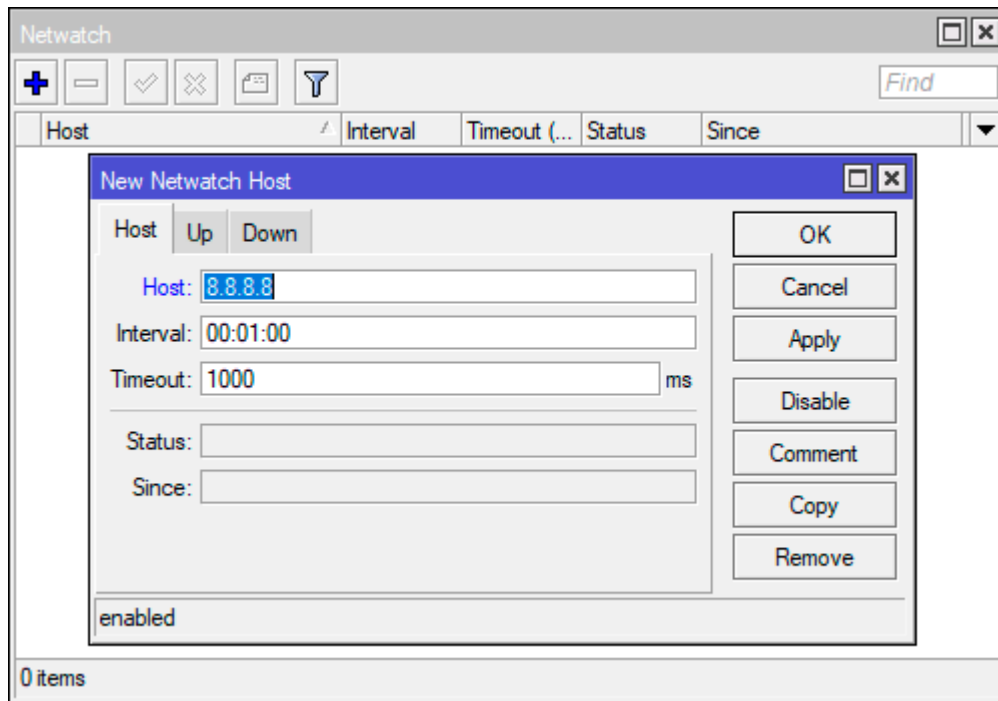 Netwatch
Find
Host Interval Timeout (... Status Since
New Netwatch Host
Host Up Down
OK
Host: 8.8.8.8
Cancel
Interval: 00:01:00
Apply
Timeout: 1000 ms
Disable
Status:
Comment
Since:
Copy
Remove
enabled
0 items